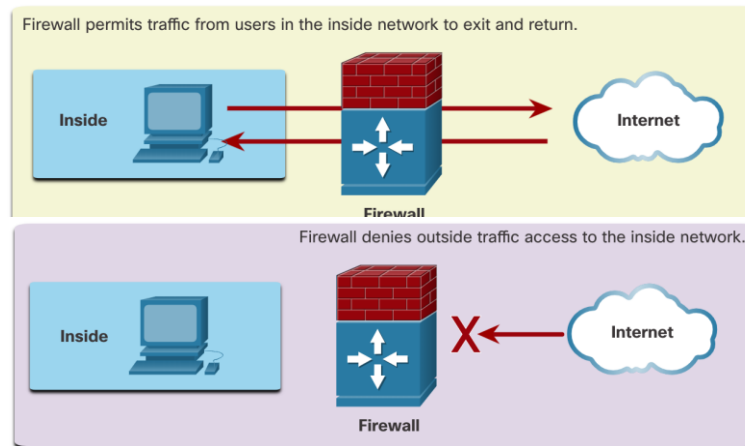 Firewall permits traffic from users in the inside network to exit and return.
Inside
Internet
Firewall
Firewall denies outside traffic access to the inside network.
Inside
X
Internet
Firewall